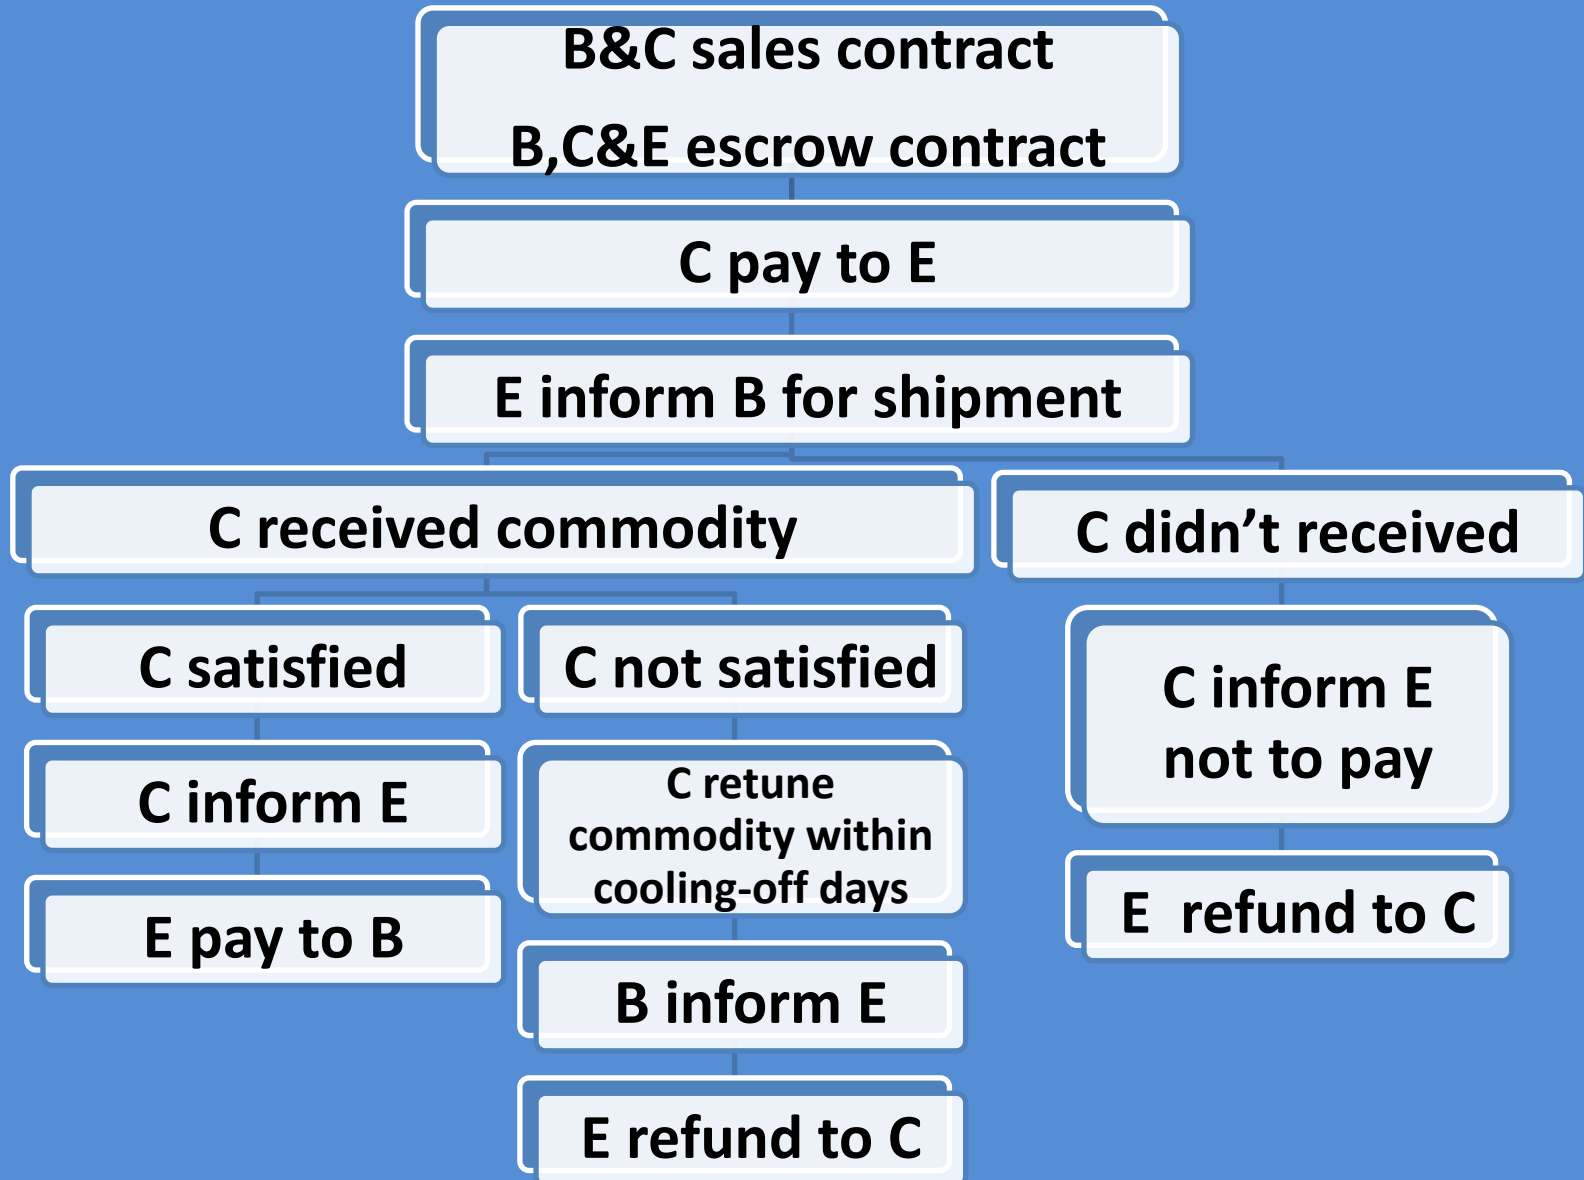 B&C sales contract
B,C&E escrow contract
C pay to E
E inform B for shipment
C received commodity
C didn’t received
C satisfied
C not satisfied
C inform E
not to pay
C inform E
C retune
commodity within
cooling-off days
E refund to C
E pay to B
B inform E
E refund to C